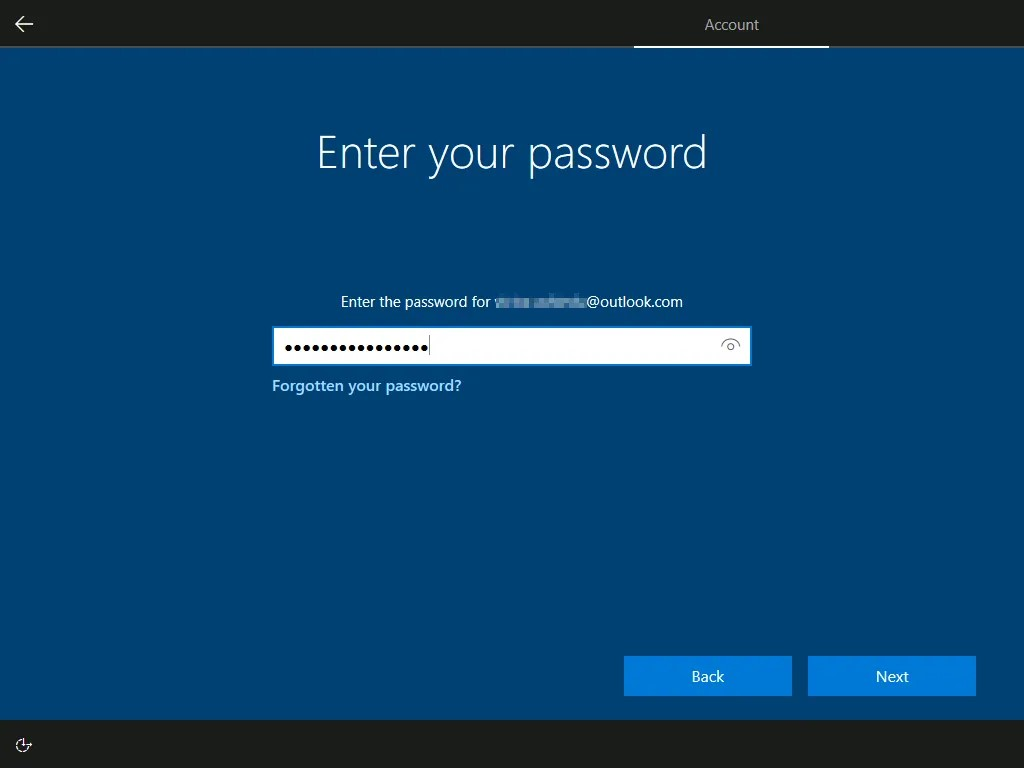 Account
Enter your password
Enter the password for @outlook.com
••••••••••••••••
Forgotten your password?
Back
Next